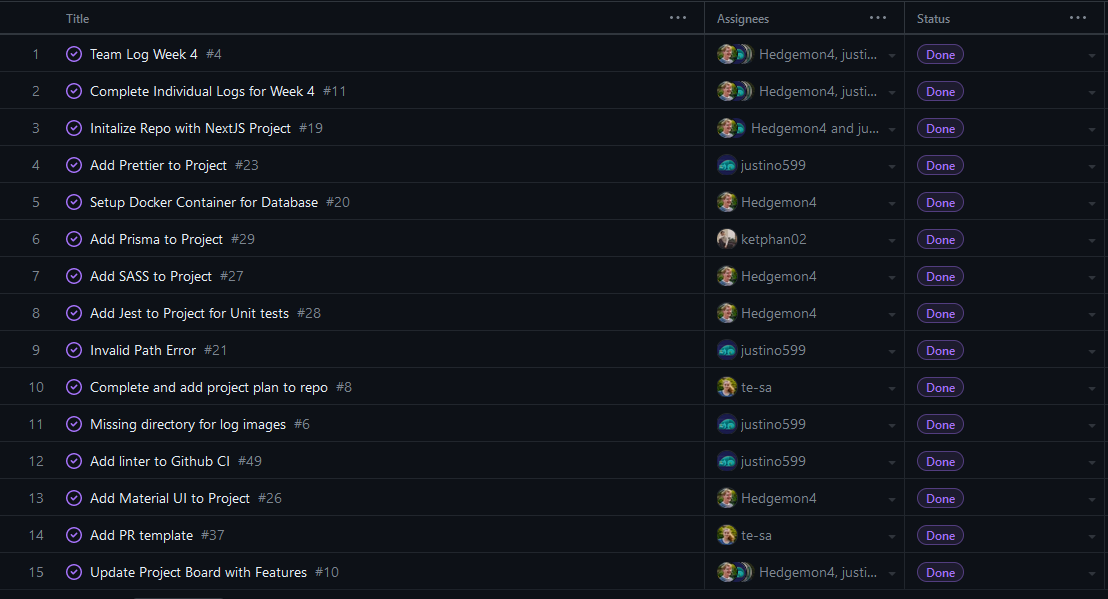 Title ... Assignees ... Status ...
1 Team Log Week 4 #4 Hedgemon4, justi... Done
2 Complete Individual Logs for Week 4 #11 Hedgemon4, justi... Done
3 Initalize Repo with NextJS Project #19 Hedgemon4 and ju... Done
4 Add Prettier to Project #23 justino599 Done
5 Setup Docker Container for Database #20 Hedgemon4 Done
6 Add Prisma to Project #29 ketphan02 Done
7 Add SASS to Project #27 Hedgemon4 Done
8 Add Jest to Project for Unit tests #28 Hedgemon4 Done
9 Invalid Path Error #21 justino599 Done
10 Complete and add project plan to repo #8 te-sa Done
11 Missing directory for log images #6 justino599 Done
12 Add linter to Github CI #49 justino599 Done
13 Add Material UI to Project #26 Hedgemon4 Done
14 Add PR template #37 te-sa Done
15 Update Project Board with Features #10 Hedgemon4, justi... Done